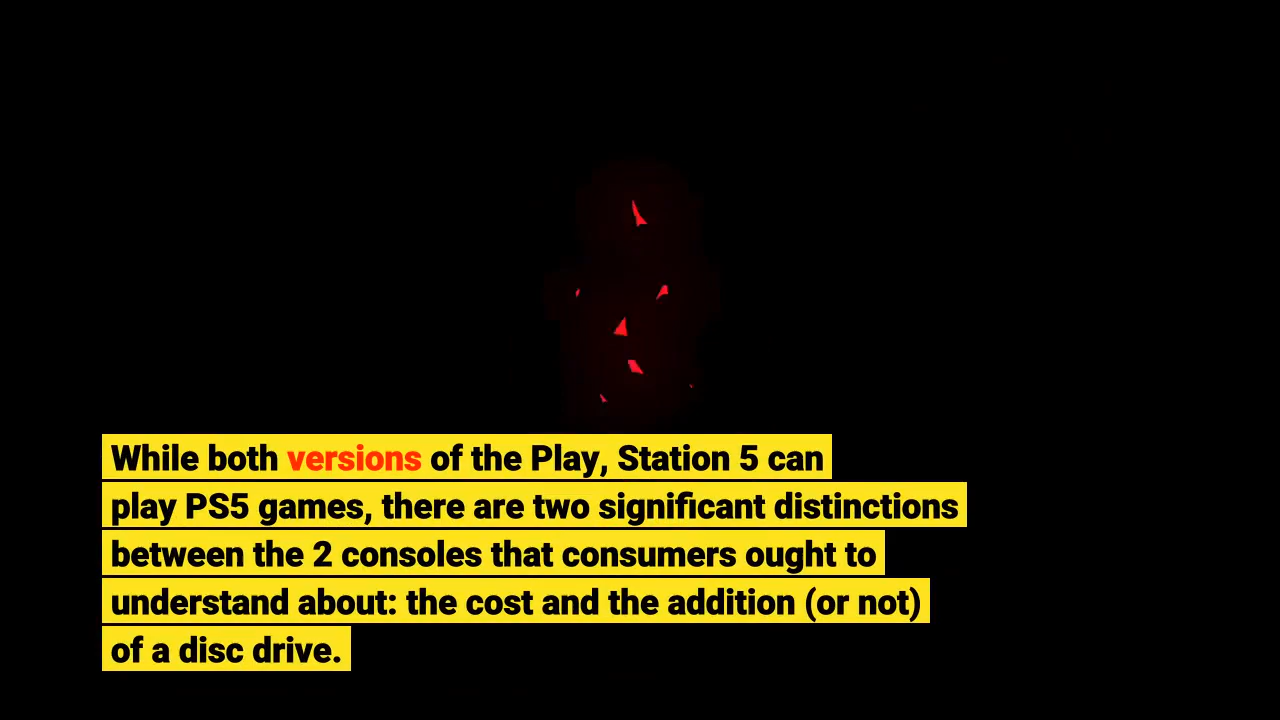 While both versions of the Play, Station 5 can
play PS5 games, there are two significant distinctions
between the 2 consoles that consumers ought to
understand about: the cost and the addition (or not)
of a disc drive.